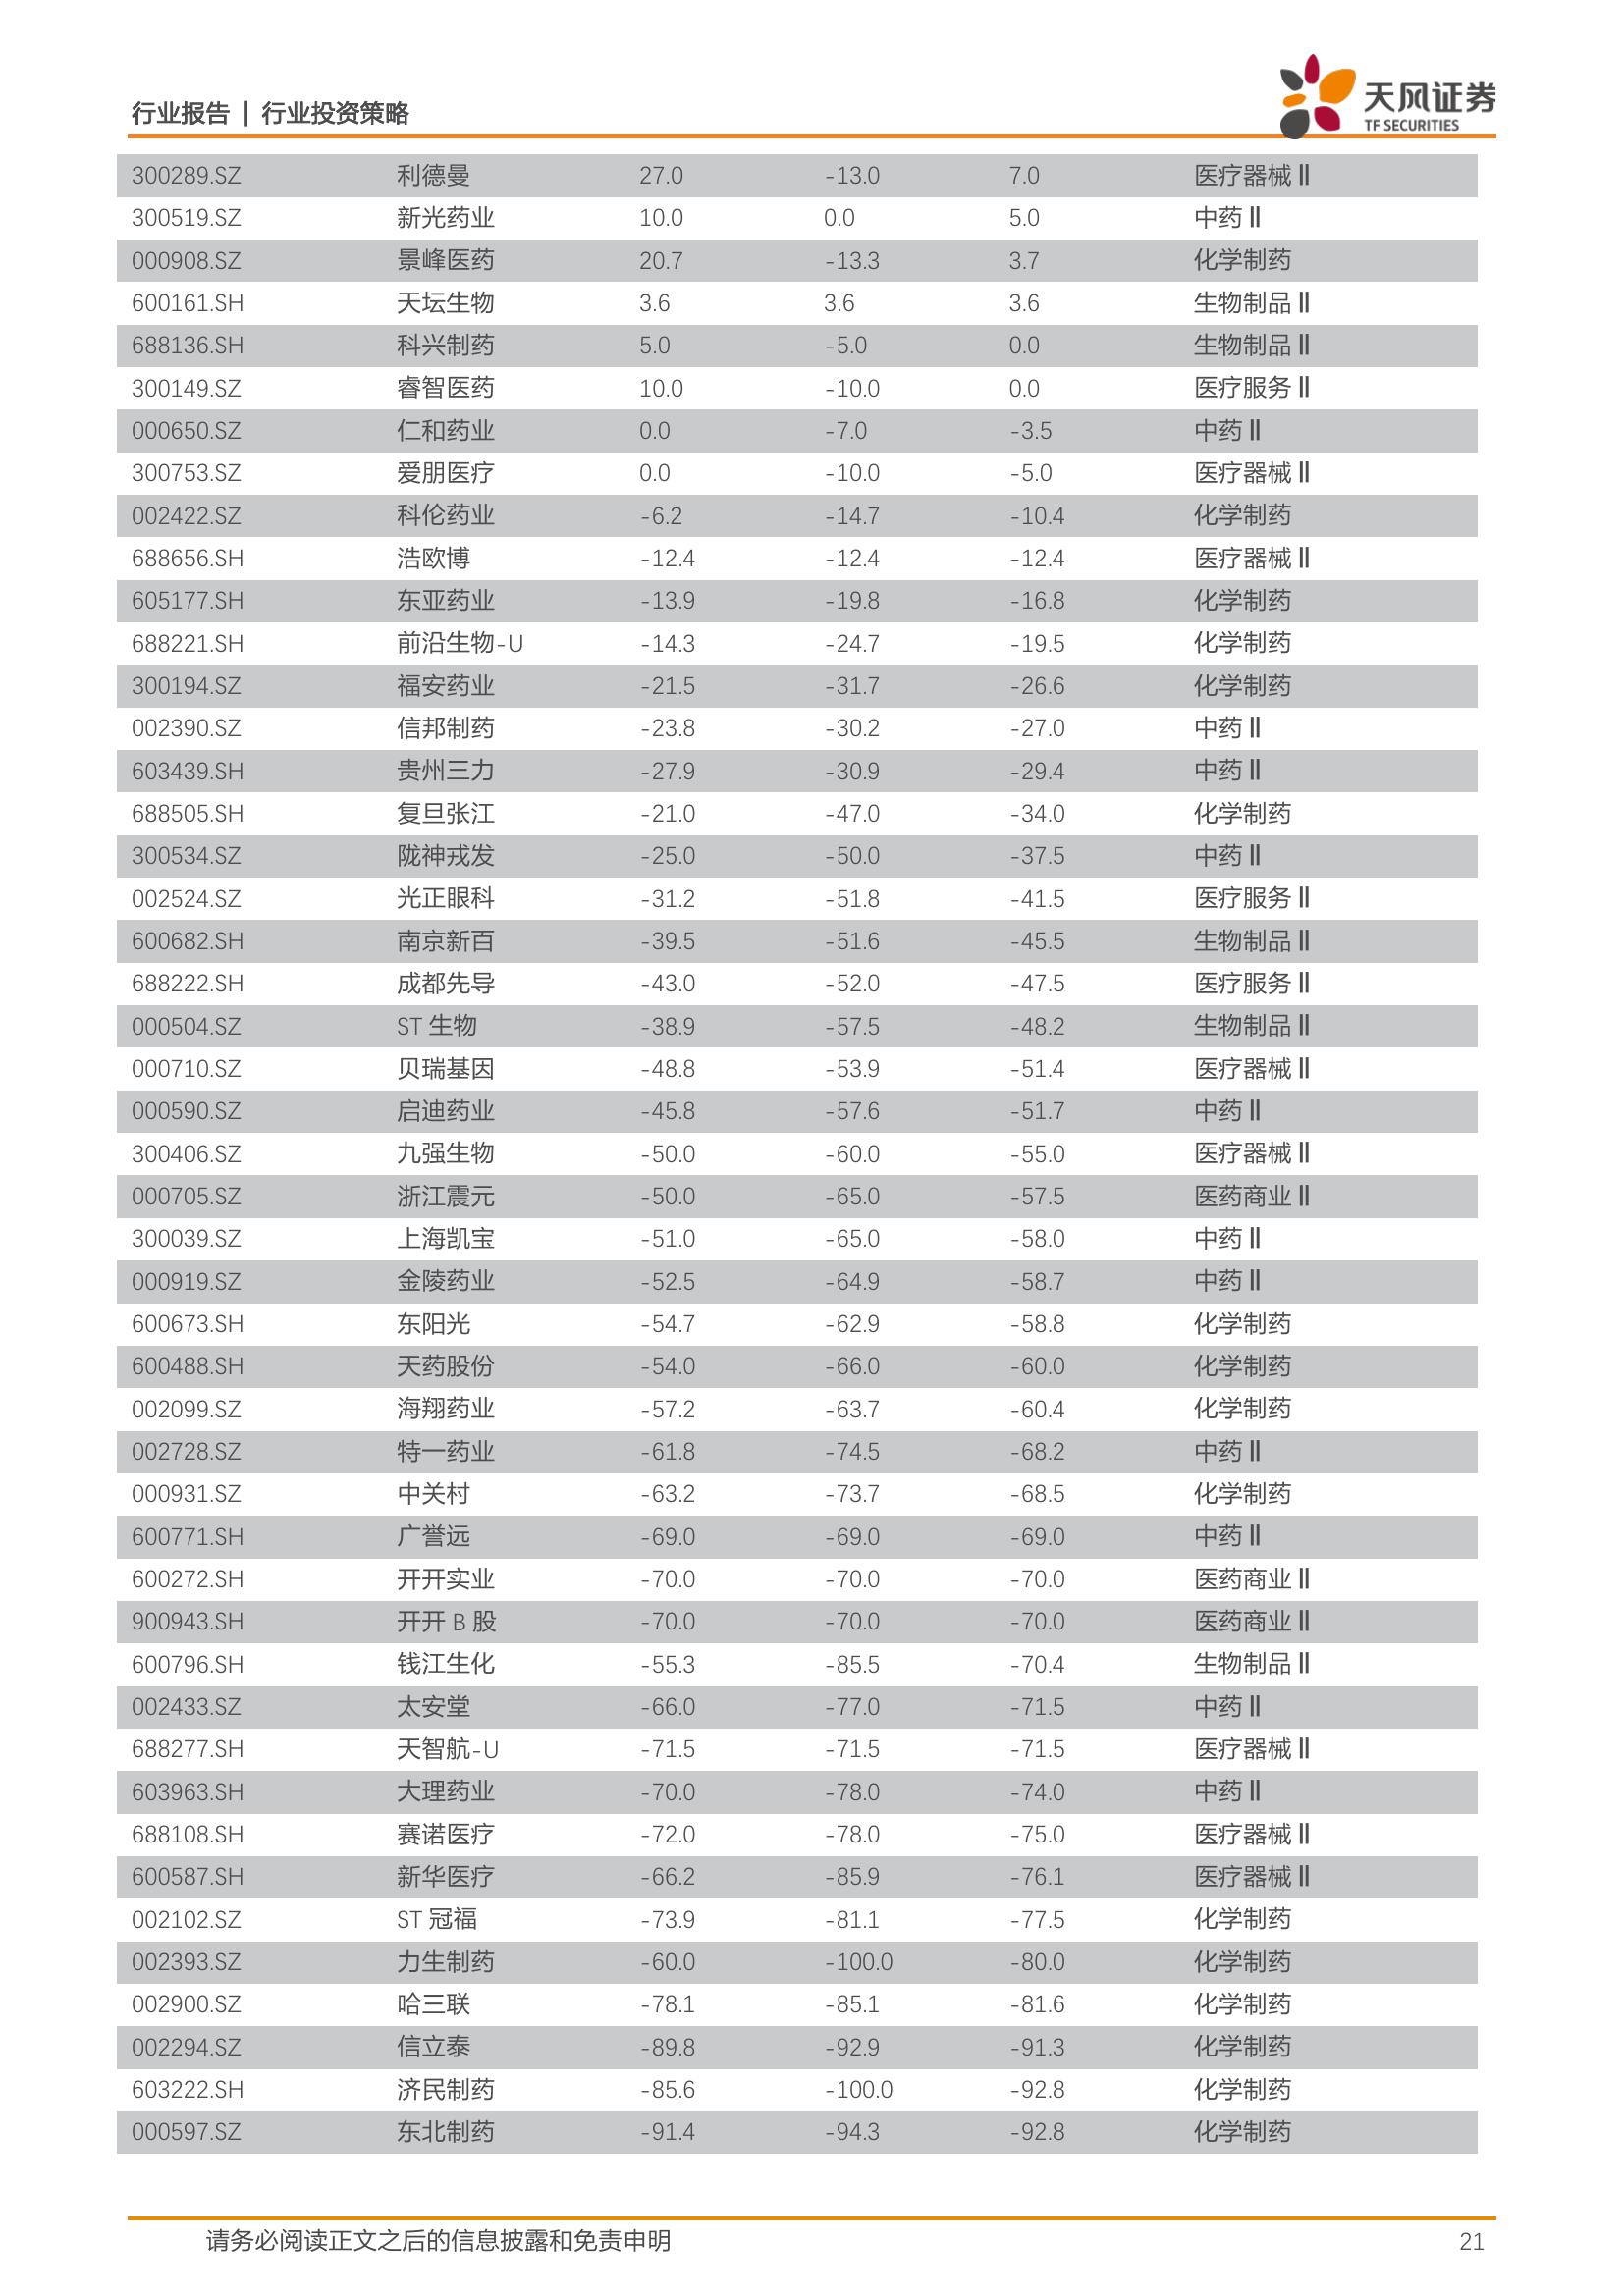 行业报告 | 行业投资策略
天风证券
TF SECURITIES
300289.SZ 利德曼 27.0 -13.0 7.0 医疗器械Ⅱ
300519.SZ 新光药业 10.0 0.0 5.0 中药Ⅱ
000908.SZ 景峰医药 20.7 -13.3 3.7 化学制药
600161.SH 天坛生物 3.6 3.6 3.6 生物制品Ⅱ
688136.SH 科兴制药 5.0 -5.0 0.0 生物制品Ⅱ
300149.SZ 睿智医药 10.0 -10.0 0.0 医疗服务Ⅱ
000650.SZ 仁和药业 0.0 -7.0 -3.5 中药Ⅱ
300753.SZ 爱朋医疗 0.0 -10.0 -5.0 医疗器械Ⅱ
002422.SZ 科伦药业 -6.2 -14.7 -10.4 化学制药
688656.SH 浩欧博 -12.4 -12.4 -12.4 医疗器械Ⅱ
605177.SH 东亚药业 -13.9 -19.8 -16.8 化学制药
688221.SH 前沿生物-U -14.3 -24.7 -19.5 化学制药
300194.SZ 福安药业 -21.5 -31.7 -26.6 化学制药
002390.SZ 信邦制药 -23.8 -30.2 -27.0 中药Ⅱ
603439.SH 贵州三力 -27.9 -30.9 -29.4 中药Ⅱ
688505.SH 复旦张江 -21.0 -47.0 -34.0 化学制药
300534.SZ 陇神戎发 -25.0 -50.0 -37.5 中药Ⅱ
002524.SZ 光正眼科 -31.2 -51.8 -41.5 医疗服务Ⅱ
600682.SH 南京新百 -39.5 -51.6 -45.5 生物制品Ⅱ
688222.SH 成都先导 -43.0 -52.0 -47.5 医疗服务Ⅱ
000504.SZ ST 生物 -38.9 -57.5 -48.2 生物制品Ⅱ
000710.SZ 贝瑞基因 -48.8 -53.9 -51.4 医疗器械Ⅱ
000590.SZ 启迪药业 -45.8 -57.6 -51.7 中药Ⅱ
300406.SZ 九强生物 -50.0 -60.0 -55.0 医疗器械Ⅱ
000705.SZ 浙江震元 -50.0 -65.0 -57.5 医药商业Ⅱ
300039.SZ 上海凯宝 -51.0 -65.0 -58.0 中药Ⅱ
000919.SZ 金陵药业 -52.5 -64.9 -58.7 中药Ⅱ
600673.SH 东阳光 -54.7 -62.9 -58.8 化学制药
600488.SH 天药股份 -54.0 -66.0 -60.0 化学制药
002099.SZ 海翔药业 -57.2 -63.7 -60.4 化学制药
002728.SZ 特一药业 -61.8 -74.5 -68.2 中药Ⅱ
000931.SZ 中关村 -63.2 -73.7 -68.5 化学制药
600771.SH 广誉远 -69.0 -69.0 -69.0 中药Ⅱ
600272.SH 开开实业 -70.0 -70.0 -70.0 医药商业Ⅱ
900943.SH 开开 B 股 -70.0 -70.0 -70.0 医药商业Ⅱ
600796.SH 钱江生化 -55.3 -85.5 -70.4 生物制品Ⅱ
002433.SZ 太安堂 -66.0 -77.0 -71.5 中药Ⅱ
688277.SH 天智航-U -71.5 -71.5 -71.5 医疗器械Ⅱ
603963.SH 大理药业 -70.0 -78.0 -74.0 中药Ⅱ
688108.SH 赛诺医疗 -72.0 -78.0 -75.0 医疗器械Ⅱ
600587.SH 新华医疗 -66.2 -85.9 -76.1 医疗器械Ⅱ
002102.SZ ST 冠福 -73.9 -81.1 -77.5 化学制药
002393.SZ 力生制药 -60.0 -100.0 -80.0 化学制药
002900.SZ 哈三联 -78.1 -85.1 -81.6 化学制药
002294.SZ 信立泰 -89.8 -92.9 -91.3 化学制药
603222.SH 济民制药 -85.6 -100.0 -92.8 化学制药
000597.SZ 东北制药 -91.4 -94.3 -92.8 化学制药
请务必阅读正文之后的信息披露和免责申明 21